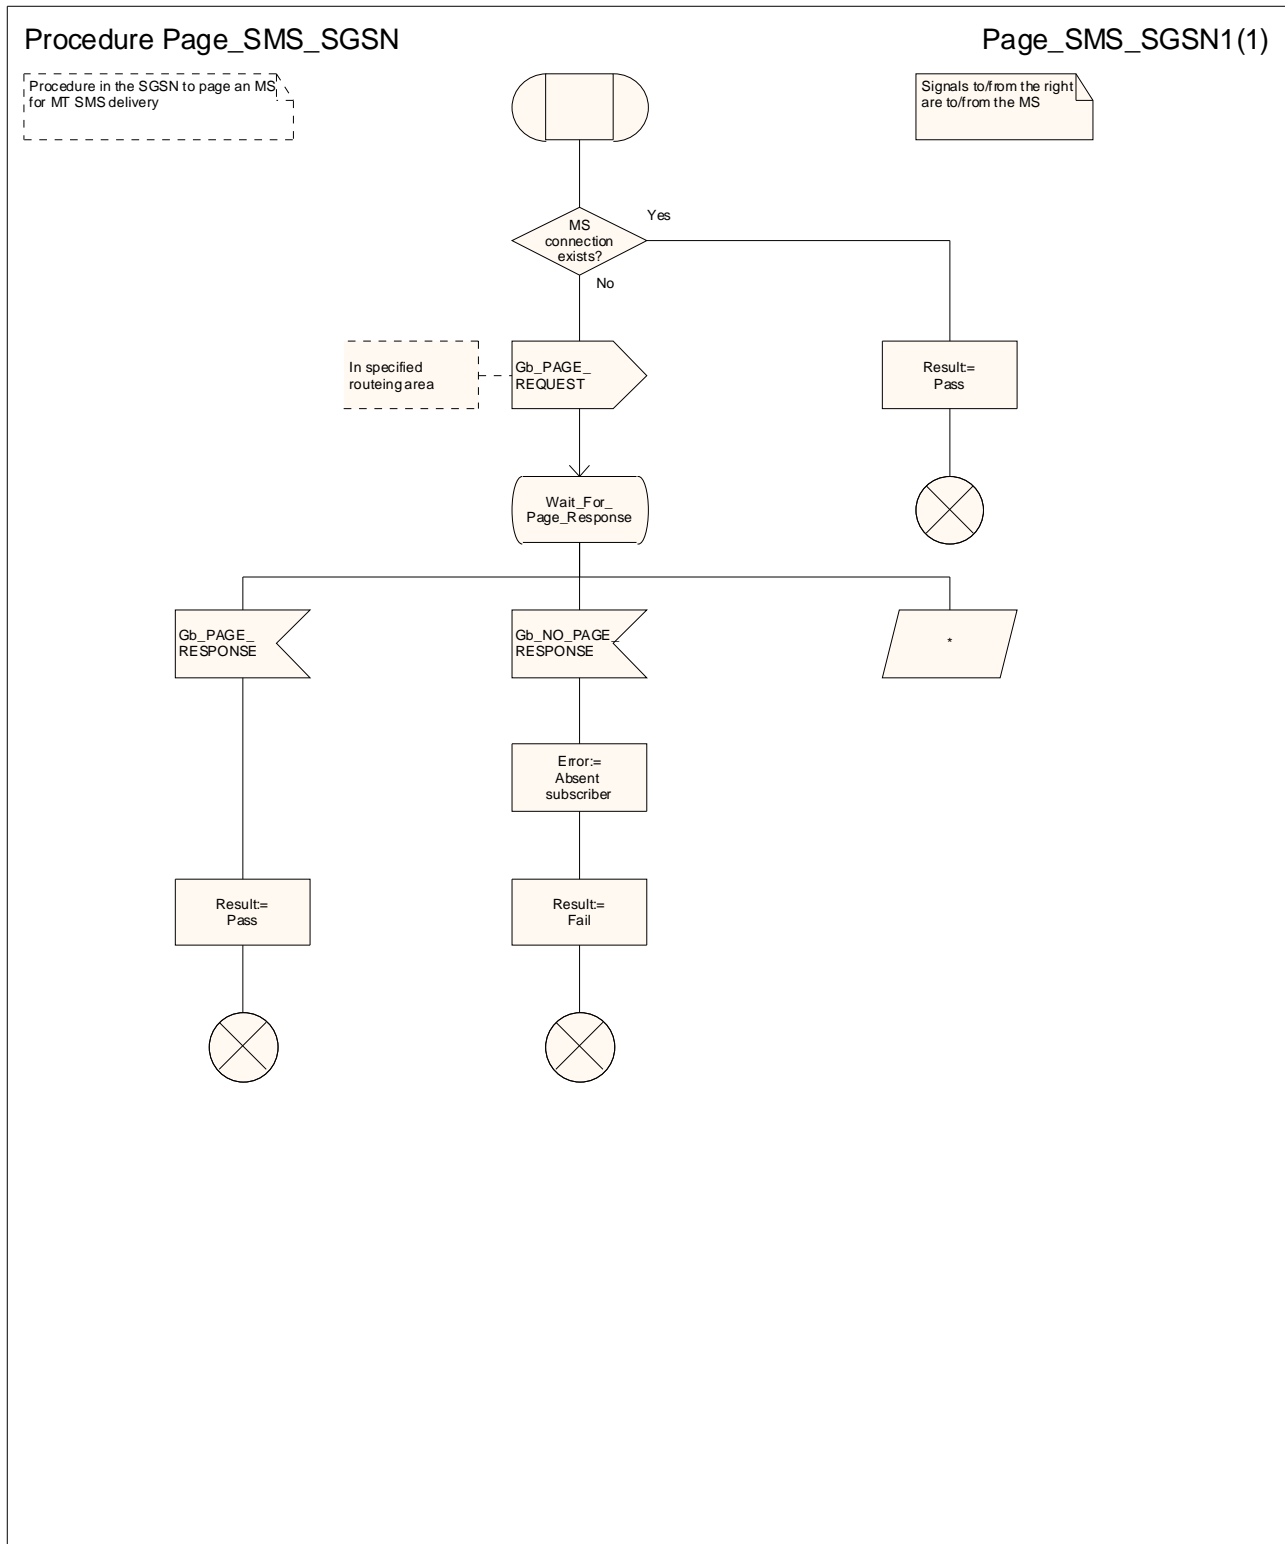 Procedure Page_SMS_SGSN
Page_SMS_SGSN1(1)
Procedure in the SGSN to page an MS
for MT SMS delivery
Signals to/from the right
are to/from the MS
MS
connection
exists?
Yes
No
In specified
routeing area
Gb_PAGE_
REQUEST
Result:=
Pass
Wait_For_
Page_Response
Gb_PAGE_
RESPONSE
Gb_NO_PAGE_
RESPONSE
*
Error:=
Absent
subscriber
Result:=
Pass
Result:=
Fail